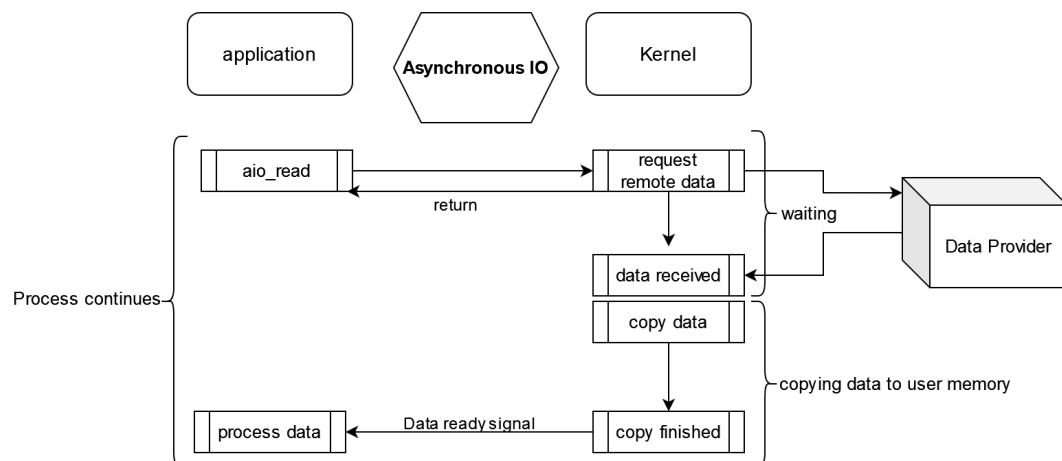 application
Asynchronous IO
Kernel
aio_read
request
remote data
return
waiting
Data Provider
data received
Process continues
copy data
copying data to user memory
process data
Data ready signal
copy finished